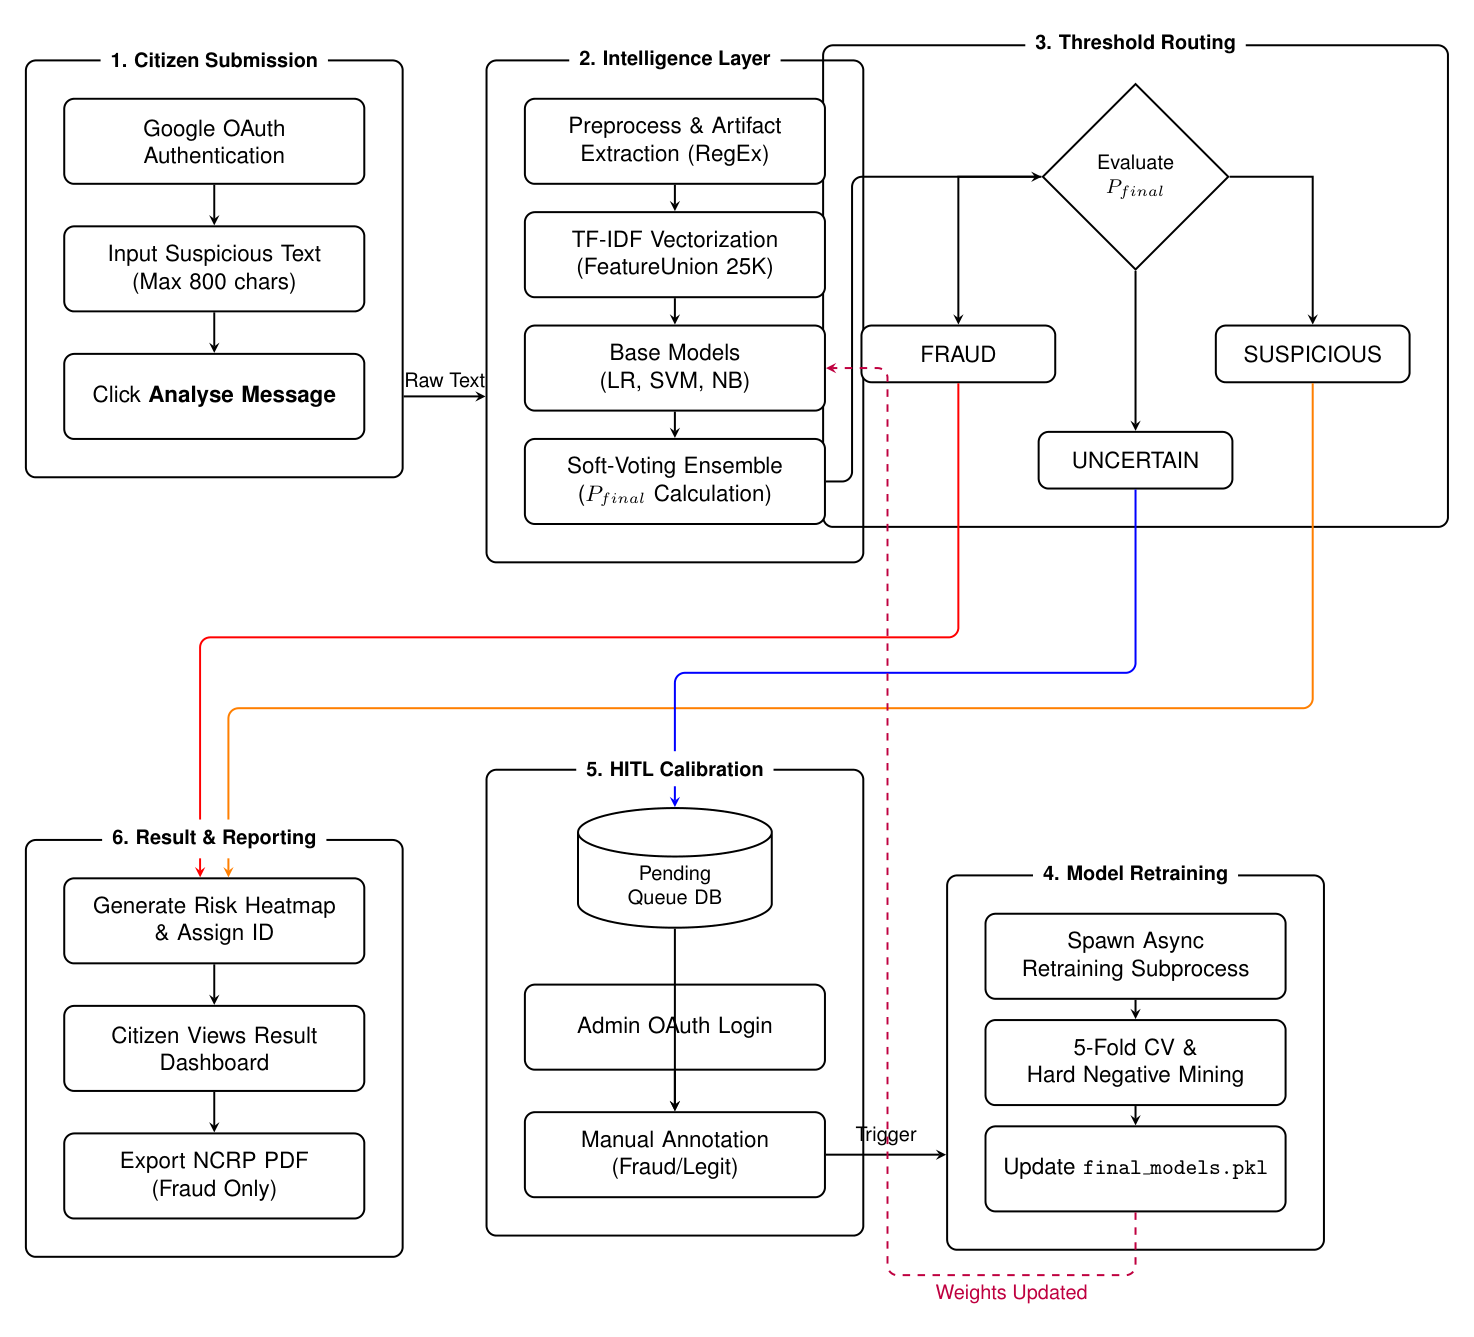 1. Citizen Submission
Google OAuth
Authentication
Input Suspicious Text
(Max 800 chars)
Click Analyse Message
Raw Text
2. Intelligence Layer
Preprocess & Artifact
Extraction (RegEx)
TF-IDF Vectorization
(FeatureUnion 25K)
Base Models
(LR, SVM, NB)
Soft-Voting Ensemble
(P_final Calculation)
3. Threshold Routing
Evaluate
P_final
FRAUD
SUSPICIOUS
UNCERTAIN
6. Result & Reporting
Generate Risk Heatmap
& Assign ID
Citizen Views Result
Dashboard
Export NCRP PDF
(Fraud Only)
5. HITL Calibration
Pending
Queue DB
Admin OAuth Login
Manual Annotation
(Fraud/Legit)
Trigger
4. Model Retraining
Spawn Async
Retraining Subprocess
5-Fold CV &
Hard Negative Mining
Update final_models.pkl
Weights Updated